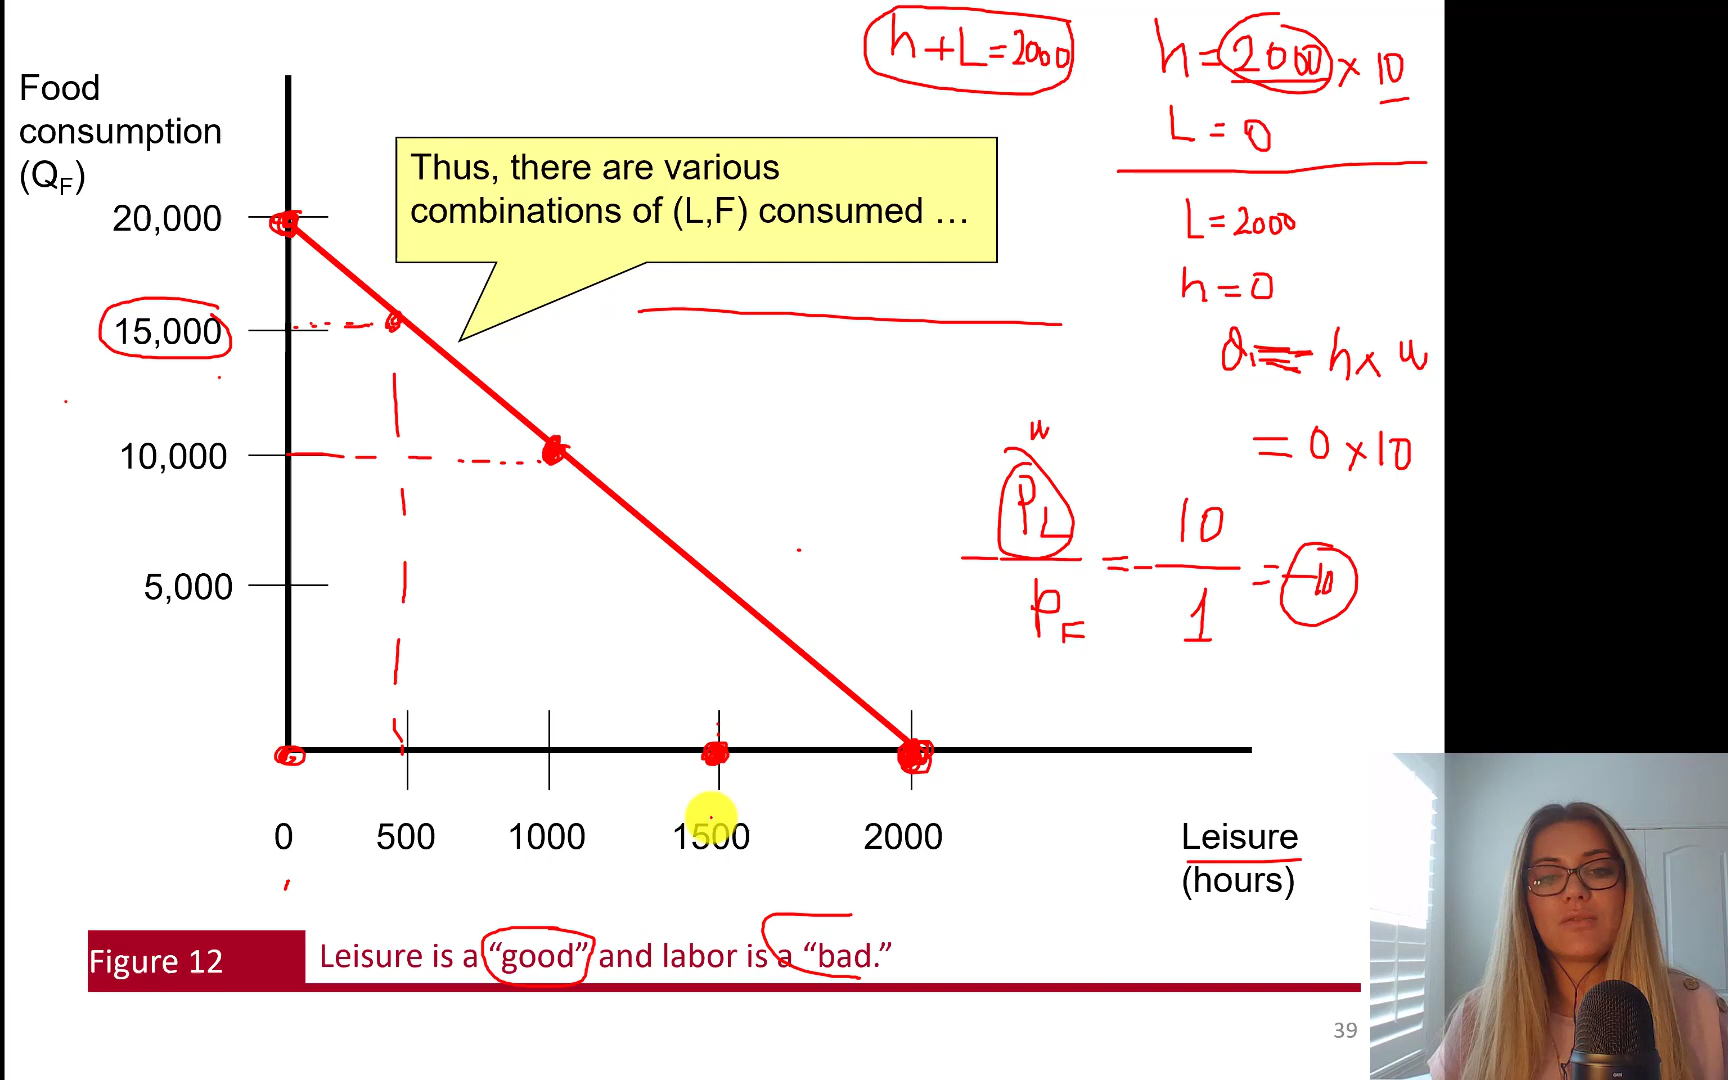 h+L=2000
h=2000 × 10
L=0
Food
consumption
(QF)
Thus, there are various
combinations of (L,F) consumed …
20,000
15,000
10,000
5,000
L=2000
h=0
= h × w
= 0 × 10
w
PL
PF
= - 10
1
= -10
0 500 1000 1500 2000
Leisure
(hours)
Figure 12
Leisure is a “good” and labor is a “bad.”
39